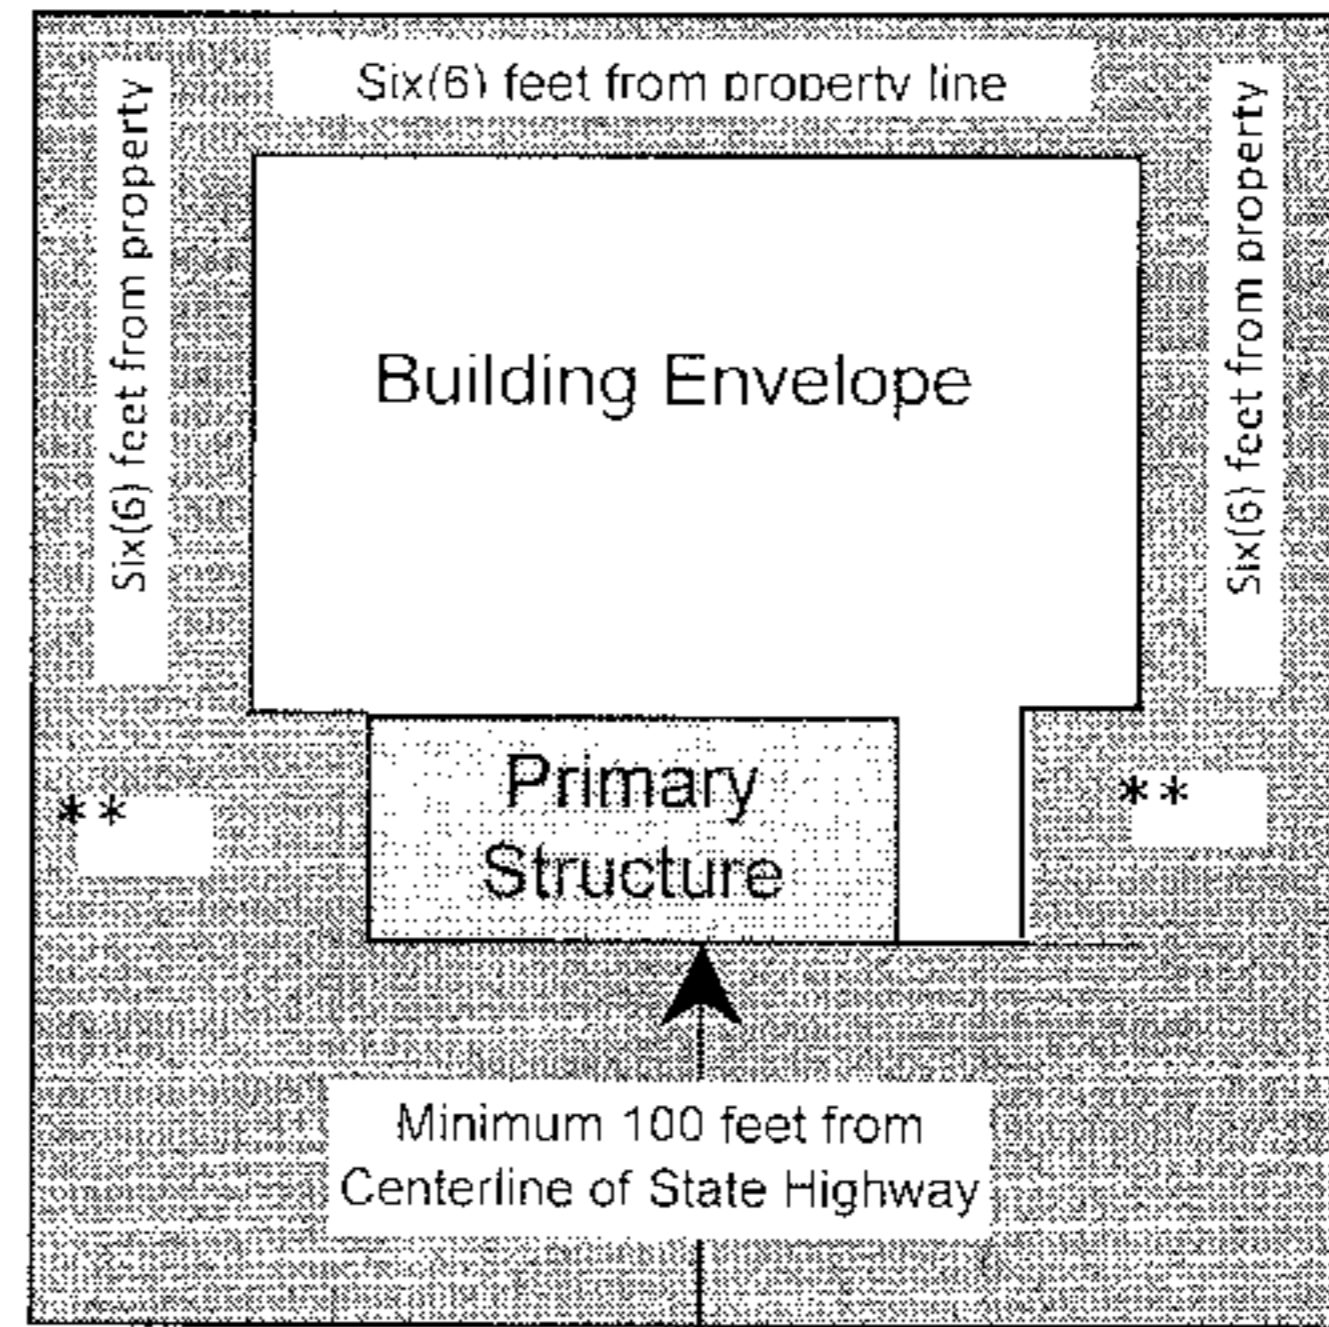 Six(6) feet from property line
Six(6) feet from property
Six(6) feet from property
Building Envelope
**
**
Primary
Structure
Minimum 100 feet from
Centerline of State Highway